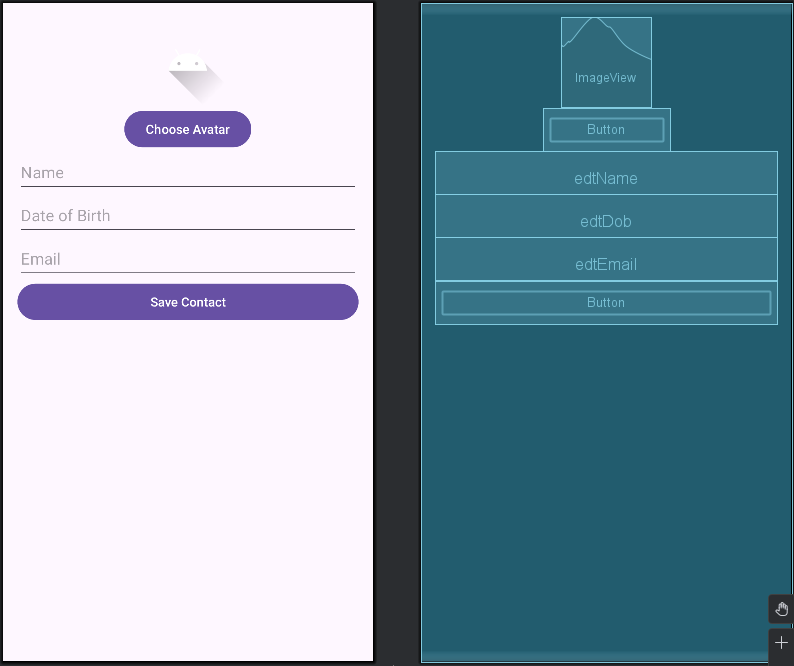 Choose Avatar
Name
Date of Birth
Email
Save Contact
ImageView
Button
edtName
edtDob
edtEmail
Button